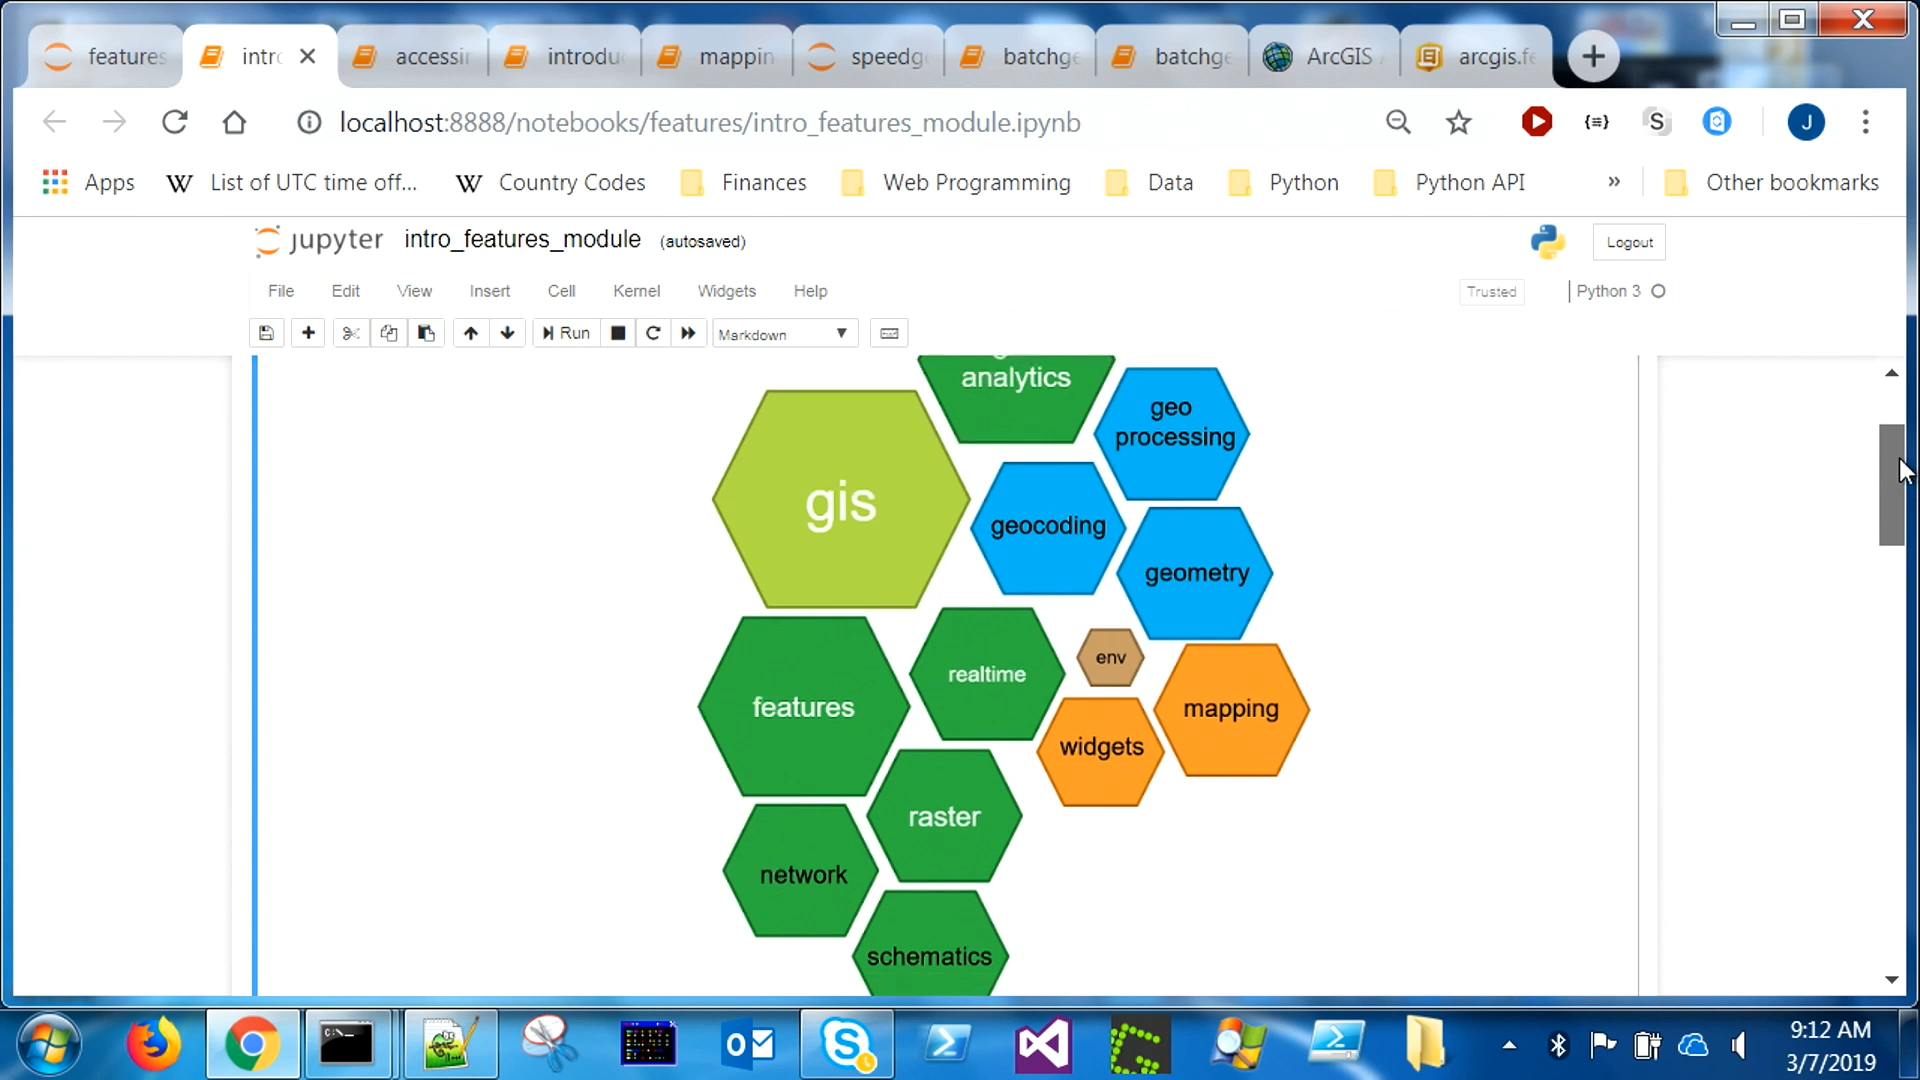 features
intro
accessin
introdu
mappin
speedge
batchge
batchge
ArcGIS
arcgis.fe
localhost:8888/notebooks/features/intro_features_module.ipynb
J
Apps
List of UTC time off...
Country Codes
Finances
Web Programming
Data
Python
Python API
»
Other bookmarks
jupyter
intro_features_module
(autosaved)
Logout
File
Edit
View
Insert
Cell
Kernel
Widgets
Help
Trusted
Python 3
Run
Markdown
analytics
geo
processing
gis
geocoding
geometry
env
realtime
features
mapping
widgets
raster
network
schematics
9:12 AM
3/7/2019